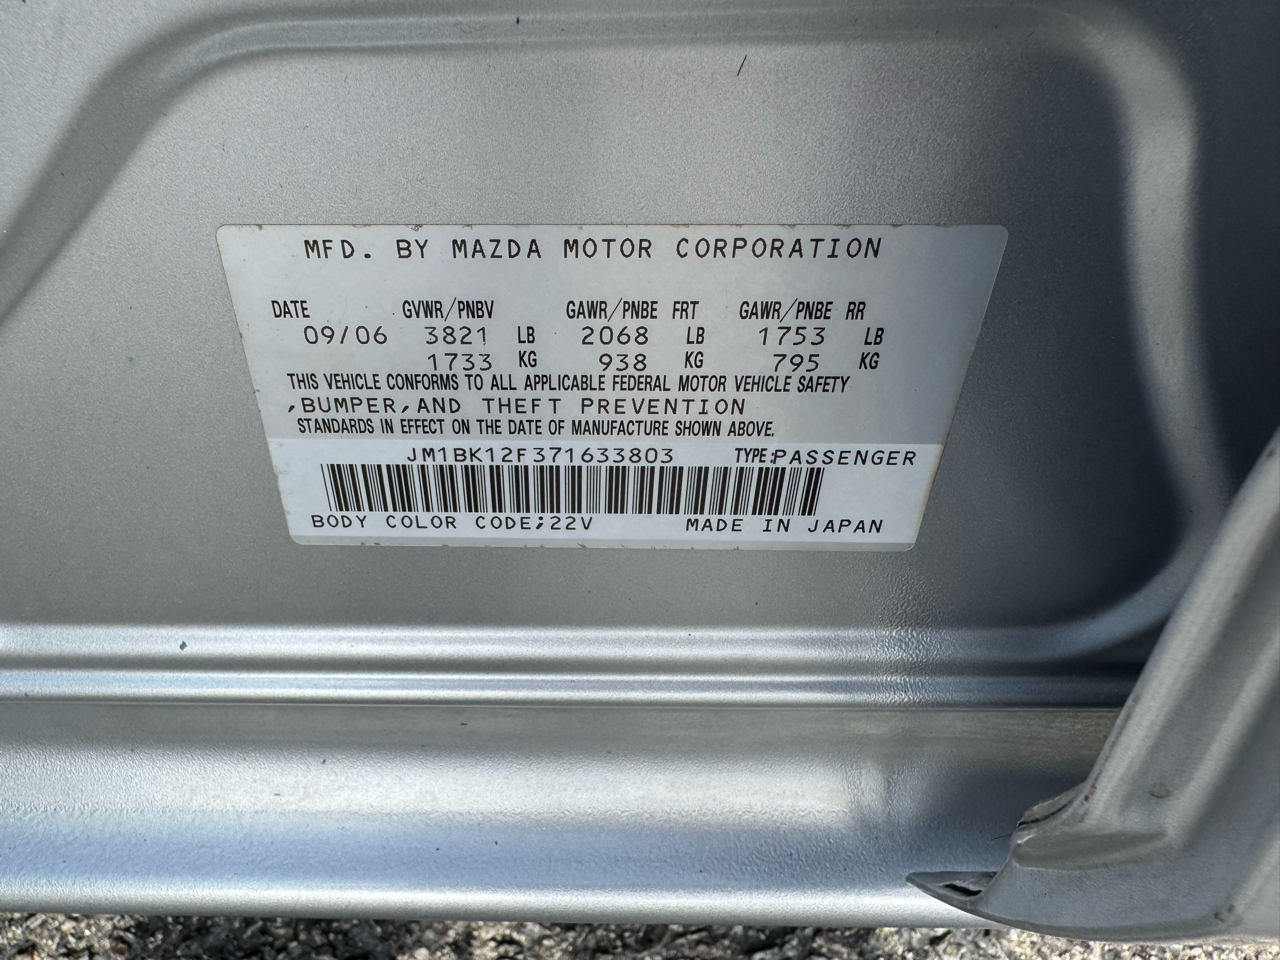 MFD. BY MAZDA MOTOR CORPORATION
DATE GVWR/PNBV GAWR/PNBE FRT GAWR/PNBE RR
09/06 3821 LB 2068 LB 1753 LB
1733 KG 938 KG 795 KG
THIS VEHICLE CONFORMS TO ALL APPLICABLE FEDERAL MOTOR VEHICLE SAFETY
,BUMPER,AND THEFT PREVENTION
STANDARDS IN EFFECT ON THE DATE OF MANUFACTURE SHOWN ABOVE.
JM1BK12F371633803 TYPE:PASSENGER
BODY COLOR CODE;22V MADE IN JAPAN